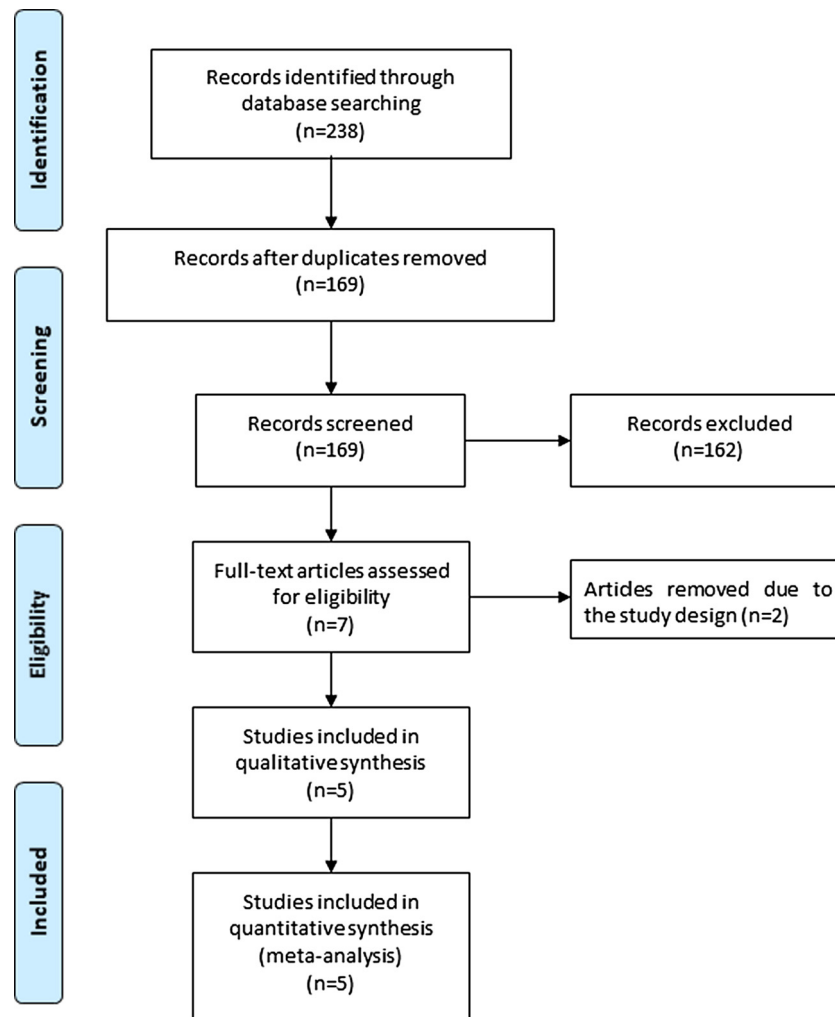 Identification
Records identified through
database searching
(n=238)
Records after duplicates removed
(n=169)
Screening
Records screened
(n=169)
Records excluded
(n=162)
Eligibility
Full-text articles assessed
for eligibility
(n=7)
Articles removed due to
the study design (n=2)
Studies included in
qualitative synthesis
(n=5)
Included
Studies included in
quantitative synthesis
(meta-analysis)
(n=5)